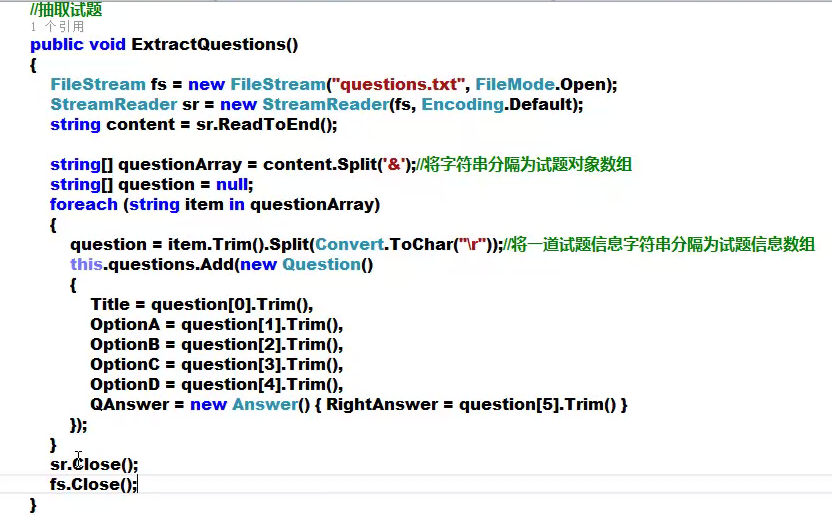 //抽取试题
1 个引用
public void ExtractQuestions()
{
FileStream fs = new FileStream("questions.txt", FileMode.Open);
StreamReader sr = new StreamReader(fs, Encoding.Default);
string content = sr.ReadToEnd();
string[] questionArray = content.Split('&');//将字符串分隔为试题对象数组
string[] question = null;
foreach (string item in questionArray)
{
question = item.Trim().Split(Convert.ToChar("\r"));//将一道试题信息字符串分隔为试题信息数组
this.questions.Add(new Question()
{
Title = question[0].Trim(),
OptionA = question[1].Trim(),
OptionB = question[2].Trim(),
OptionC = question[3].Trim(),
OptionD = question[4].Trim(),
QAnswer = new Answer() { RightAnswer = question[5].Trim() }
});
}
sr.Close();
fs.Close();
}